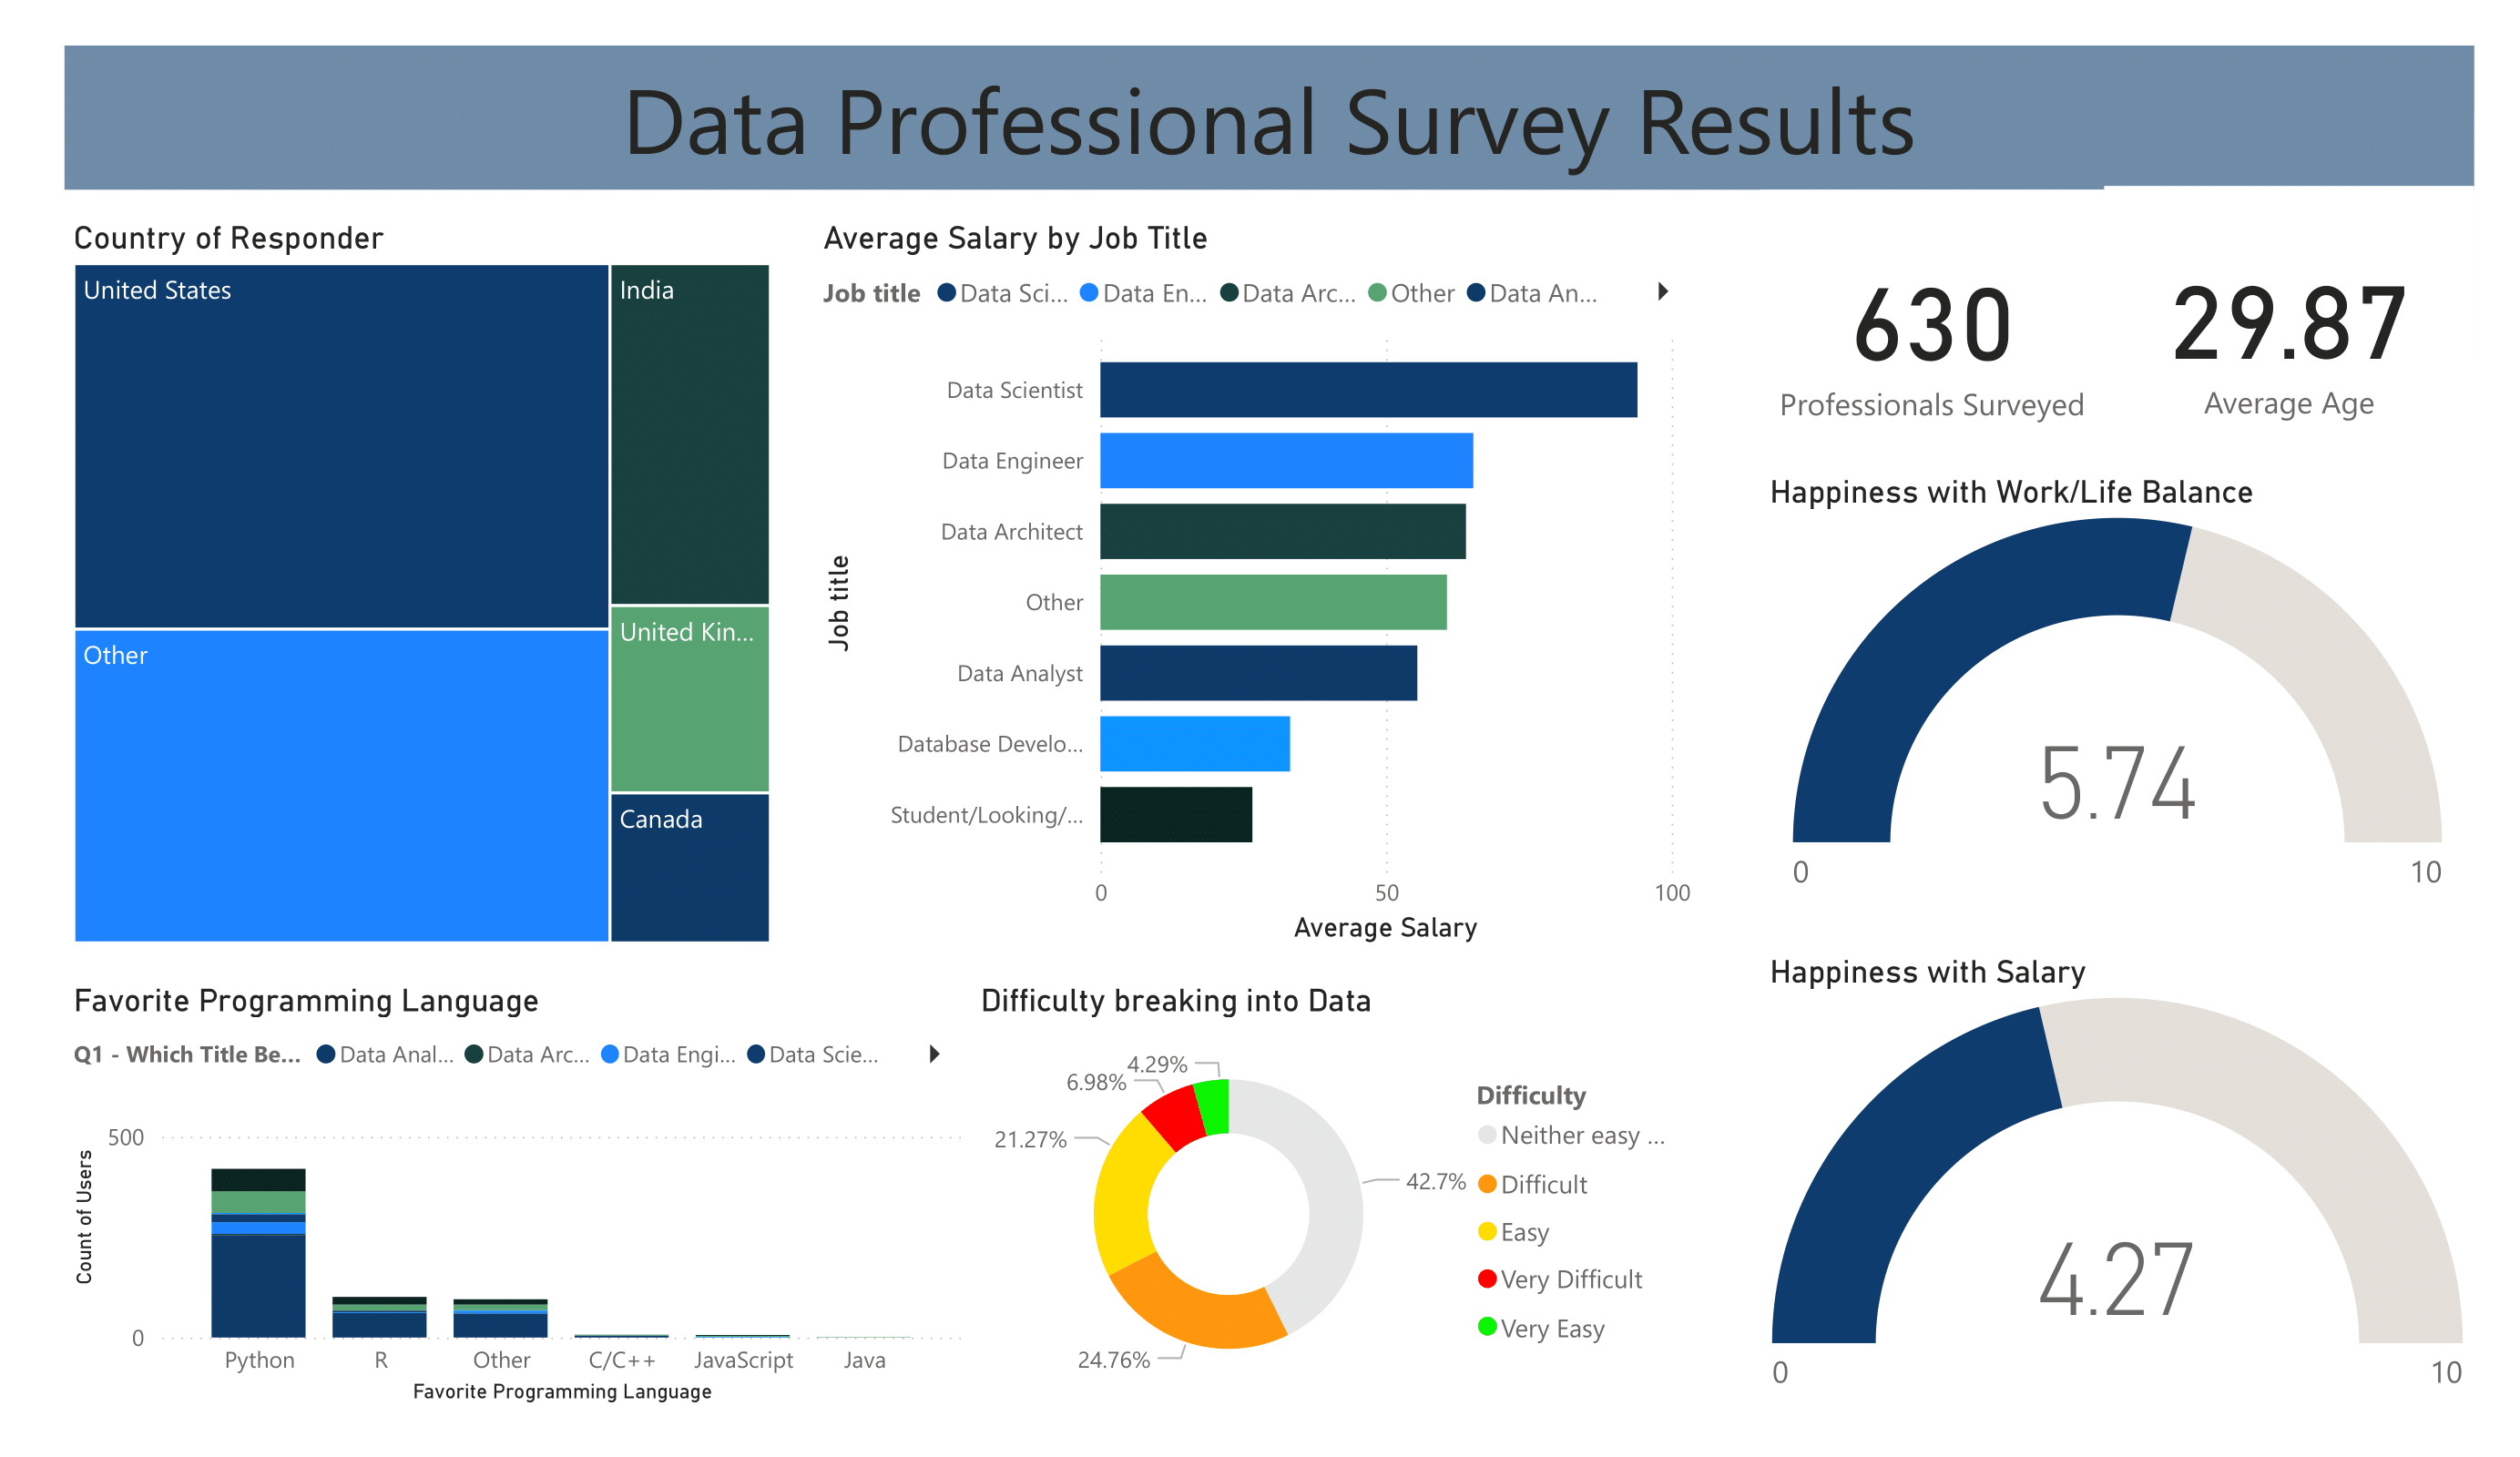 Data Professional Survey Results
Country of Responder
United States
India
Other
United Kin...
Canada
Average Salary by Job Title
Job title Data Sci... Data En... Data Arc... Other Data An...
Job title
Data Scientist
Data Engineer
Data Architect
Other
Data Analyst
Database Develo...
Student/Looking/...
0 50 100
Average Salary
630
Professionals Surveyed
29.87
Average Age
Happiness with Work/Life Balance
5.74
0 10
Favorite Programming Language
Q1 - Which Title Be... Data Anal... Data Arc... Data Engi... Data Scie...
Count of Users
500
0
Python R Other C/C++ JavaScript Java
Favorite Programming Language
Difficulty breaking into Data
4.29%
6.98%
21.27%
42.7%
24.76%
Difficulty
Neither easy ...
Difficult
Easy
Very Difficult
Very Easy
Happiness with Salary
4.27
0 10